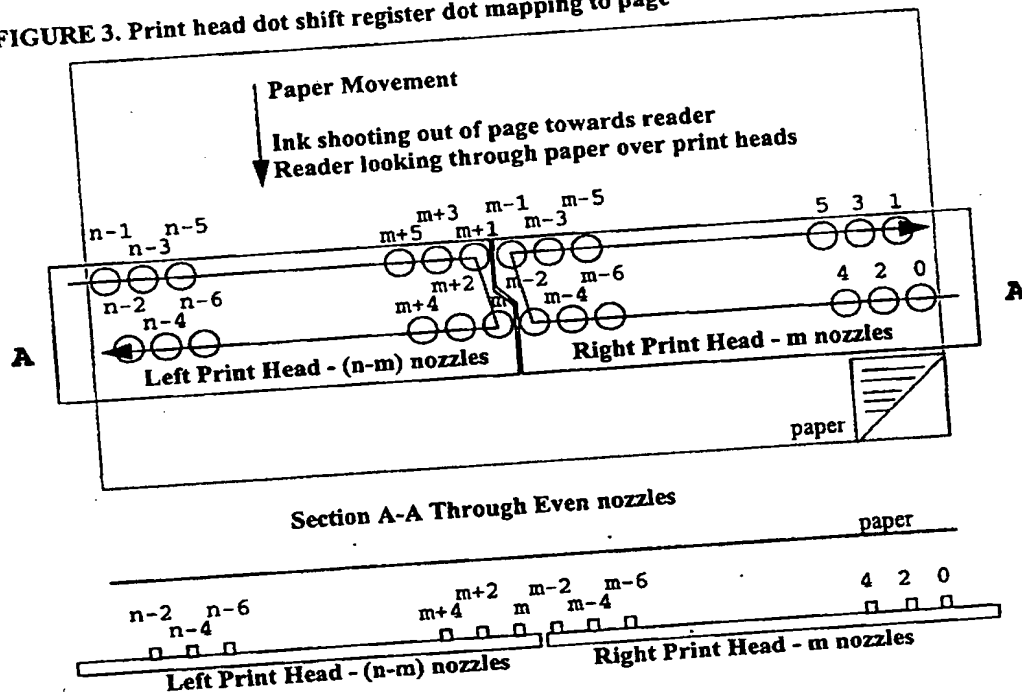 FIGURE 3. Print head dot shift register dot mapping to page
Paper Movement
Ink shooting out of page towards reader
Reader looking through paper over print heads
n-1 n-3 n-5 m+5 m+3 m+1 m-1 m-3 m-5 5 3 1
n-2 n-4 n-6 m+4 m+2 m m-2 m-4 m-6 4 2 0
A A
Left Print Head - (n-m) nozzles Right Print Head - m nozzles
paper
Section A-A Through Even nozzles
paper
n-2 n-4 n-6 m+4 m+2 m m-2 m-4 m-6 4 2 0
Left Print Head - (n-m) nozzles Right Print Head - m nozzles